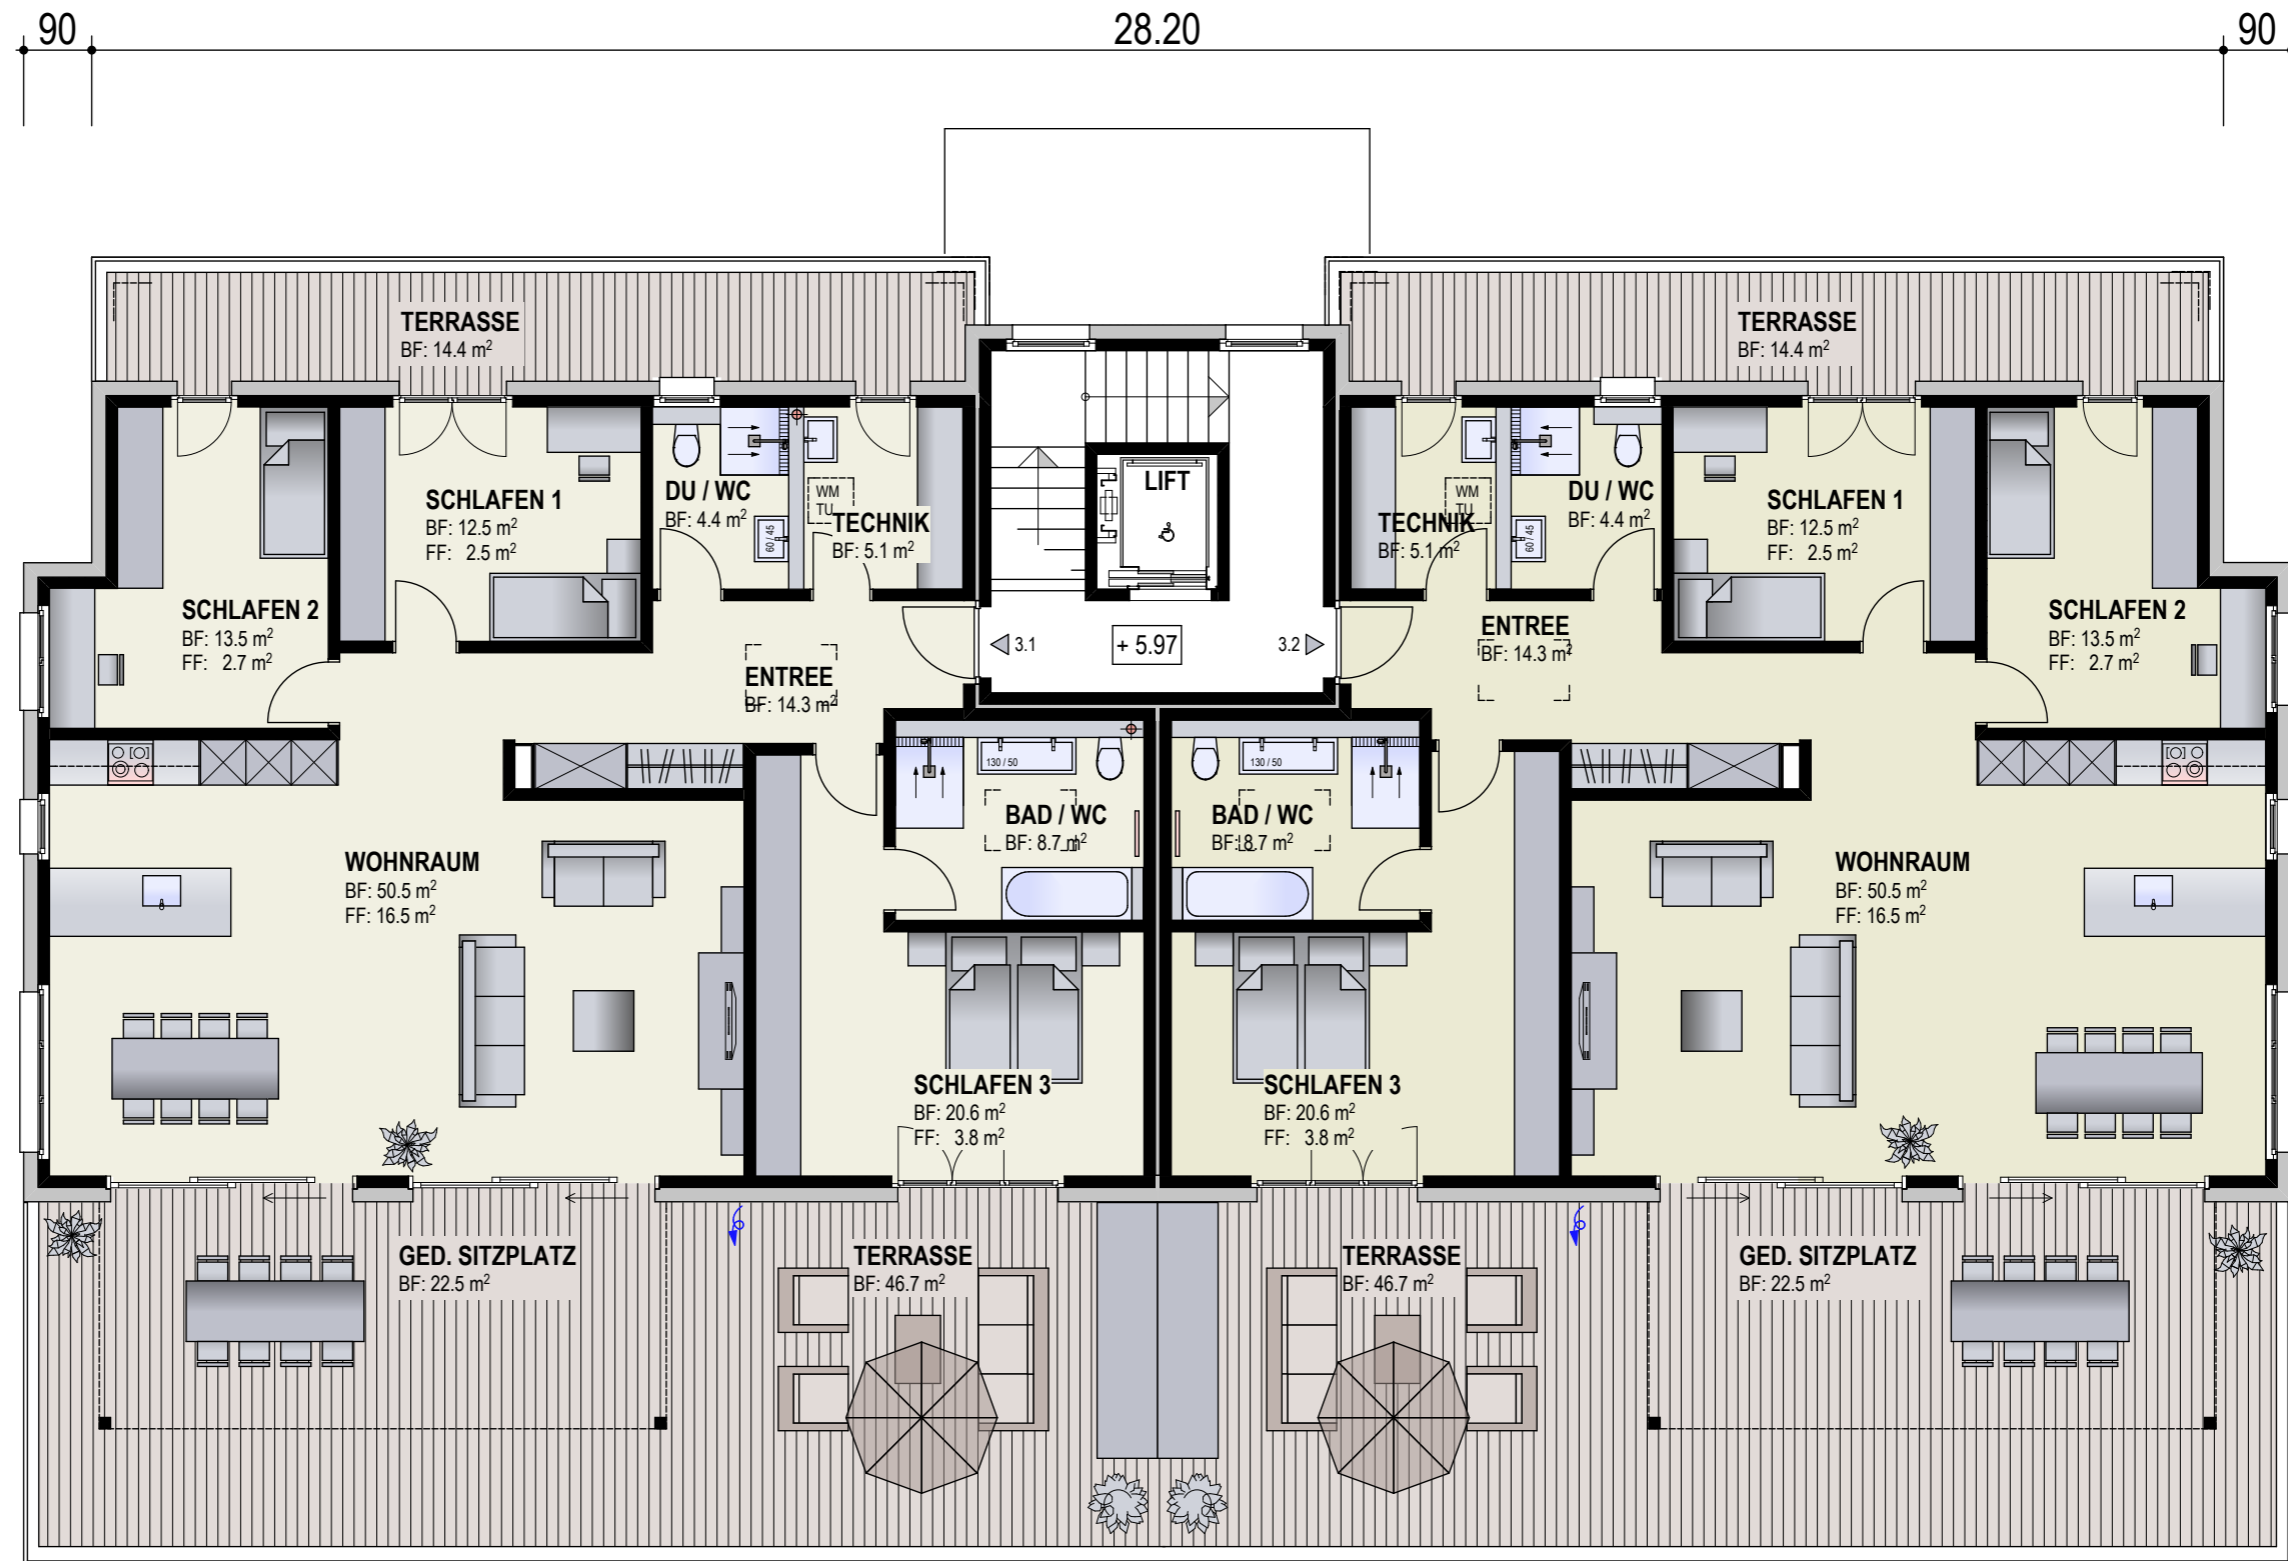 90
28.20
90
TERRASSE
BF: 14.4 m²
TERRASSE
BF: 14.4 m²
SCHLAFEN 1
BF: 12.5 m²
FF: 2.5 m²
DU / WC
BF: 4.4 m²
60 / 45
WM
TU
TECHNIK
BF: 5.1 m²
LIFT
TECHNIK
BF: 5.1 m²
WM
TU
DU / WC
BF: 4.4 m²
60 / 45
SCHLAFEN 1
BF: 12.5 m²
FF: 2.5 m²
SCHLAFEN 2
BF: 13.5 m²
FF: 2.7 m²
ENTREE
BF: 14.3 m²
3.1
+ 5.97
3.2
ENTREE
BF: 14.3 m²
SCHLAFEN 2
BF: 13.5 m²
FF: 2.7 m²
130 / 50
130 / 50
BAD / WC
BF: 8.7 m²
BAD / WC
BF: 8.7 m²
WOHNRAUM
BF: 50.5 m²
FF: 16.5 m²
WOHNRAUM
BF: 50.5 m²
FF: 16.5 m²
SCHLAFEN 3
BF: 20.6 m²
FF: 3.8 m²
SCHLAFEN 3
BF: 20.6 m²
FF: 3.8 m²
GED. SITZPLATZ
BF: 22.5 m²
TERRASSE
BF: 46.7 m²
TERRASSE
BF: 46.7 m²
GED. SITZPLATZ
BF: 22.5 m²